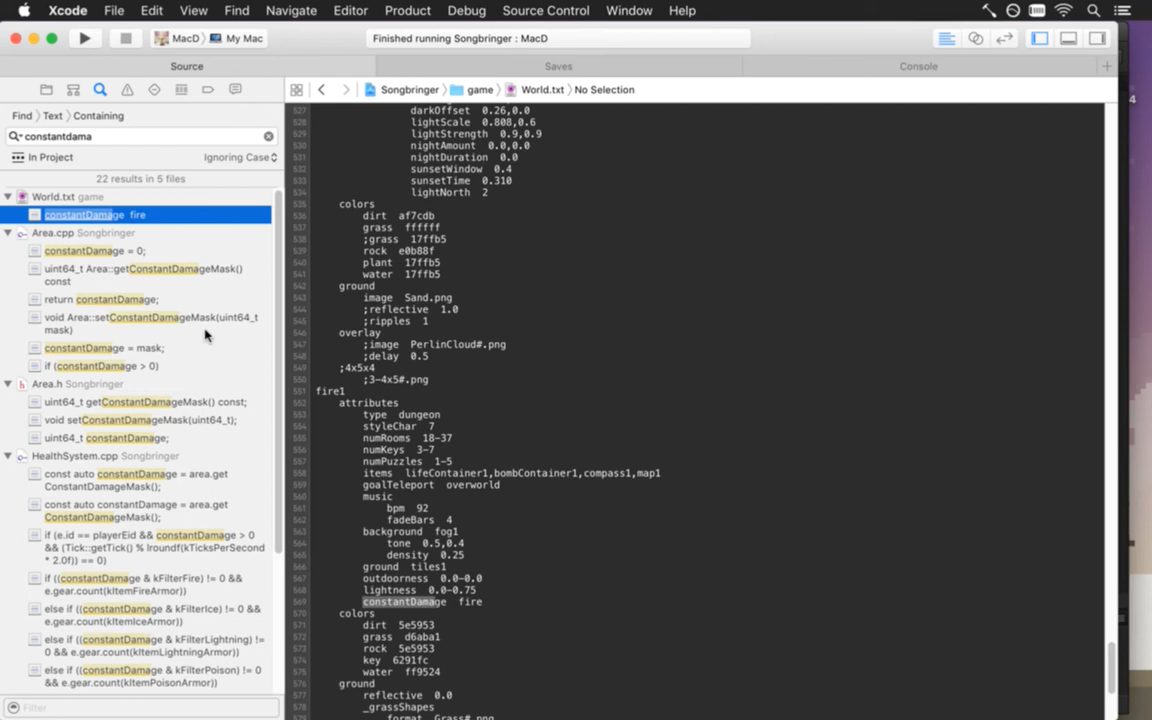 Xcode File Edit View Find Navigate Editor Product Debug Source Control Window Help
MacD My Mac
Finished running Songbringer : MacD
Source Saves Console
Songbringer game World.txt No Selection
Find Text Containing
constantdama
In Project Ignoring Case
22 results in 5 files
World.txt game
constantDamage fire
Area.cpp Songbringer
constantDamage = 0;
uint64_t Area::getConstantDamageMask()
const
return constantDamage;
void Area::setConstantDamageMask(uint64_t
mask)
constantDamage = mask;
if (constantDamage > 0)
Area.h Songbringer
uint64_t getConstantDamageMask() const;
void setConstantDamageMask(uint64_t);
uint64_t constantDamage;
HealthSystem.cpp Songbringer
const auto constantDamage = area.get
ConstantDamageMask();
const auto constantDamage = area.get
ConstantDamageMask();
if (e.id == playerEid && constantDamage > 0
&& (Tick::getTick() % lroundf(kTicksPerSecond
* 2.0f)) == 0)
if ((constantDamage & kFilterFire) != 0 &&
e.gear.count(kItemFireArmor))
else if ((constantDamage & kFilterIce) != 0 &&
e.gear.count(kItemIceArmor))
else if ((constantDamage & kFilterLightning) !=
0 && e.gear.count(kItemLightningArmor))
else if ((constantDamage & kFilterPoison) != 0
&& e.gear.count(kItemPoisonArmor))
Filter
527 darkOffset 0.26,0.0
528 lightScale 0.808,0.6
529 lightStrength 0.9,0.9
530 nightAmount 0.0,0.0
531 nightDuration 0.0
532 sunsetWindow 0.4
533 sunsetTime 0.310
534 lightNorth 2
535 colors
536 dirt af7cdb
537 grass ffffff
538 ;grass 17ffb5
539 rock e0b88f
540 plant 17ffb5
541 water 17ffb5
542 ground
543 image Sand.png
544 ;reflective 1.0
545 ;ripples 1
546 overlay
547 ;image PerlinCloud#.png
548 ;delay 0.5
549 ;4x5x4
550 ;3-4x5#.png
551 fire1
552 attributes
553 type dungeon
554 styleChar 7
555 numRooms 18-37
556 numKeys 3-7
557 numPuzzles 1-5
558 items lifeContainer1,bombContainer1,compass1,map1
559 goalTeleport overworld
560 music
561 bpm 92
562 fadeBars 4
563 background fog1
564 tone 0.5,0.4
565 density 0.25
566 ground tiles1
567 outdoorness 0.0-0.0
568 lightness 0.0-0.75
569 constantDamage fire
570 colors
571 dirt 5e5953
572 grass d6aba1
573 rock 5e5953
574 key 6291fc
575 water ff9524
576 ground
577 reflective 0.0
578 _grassShapes
579 format Grass#.png
4